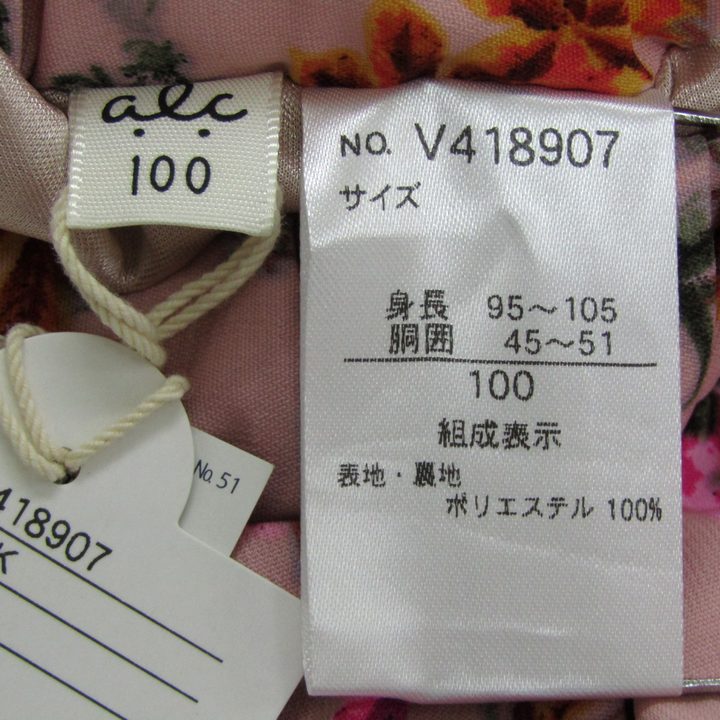 alc
100
NO. V418907
サイズ
身長 95～105
胴囲 45～51
100
組成表示
表地・裏地
ポリエステル 100%
No. 51
418907
K